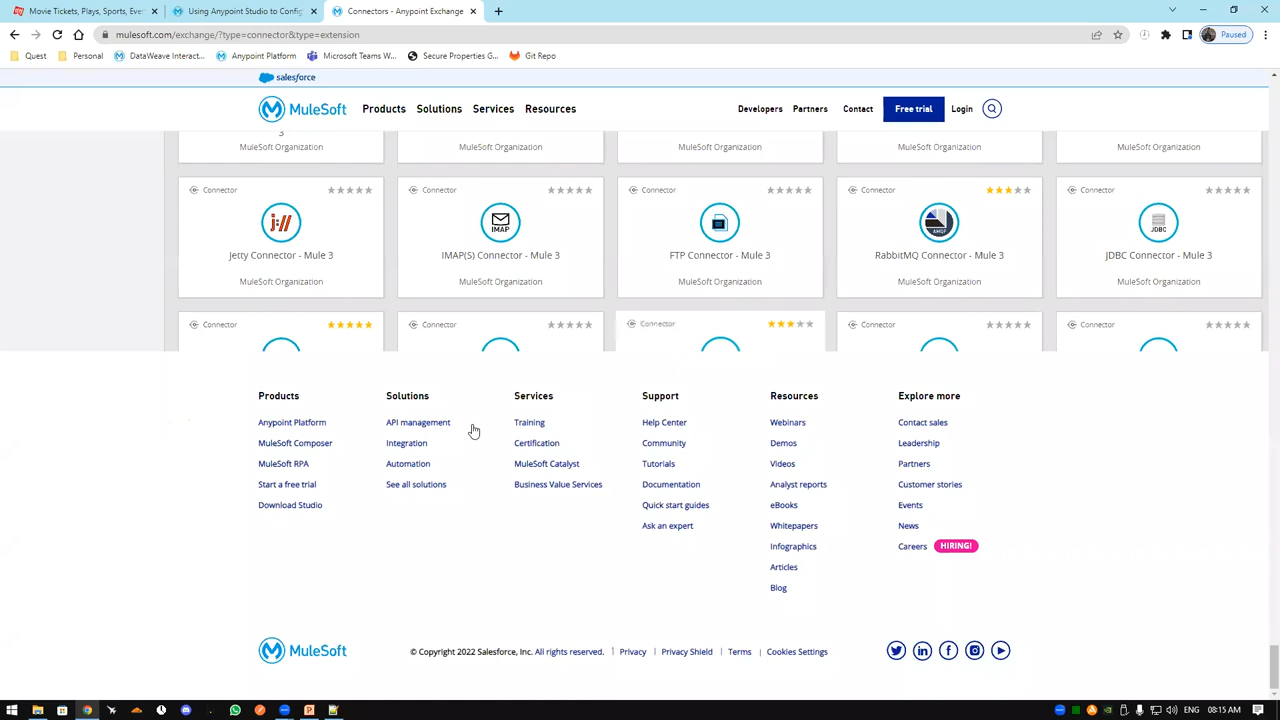 Movie Tickets, Plays, Sports, Ever
Using Anypoint Studio to Config
Connectors - Anypoint Exchange
mulesoft.com/exchange/?type=connector&type=extension
Paused
Quest
Personal
DataWeave Interact...
Anypoint Platform
Microsoft Teams W...
Secure Properties G...
Git Repo
salesforce
MuleSoft
Products
Solutions
Services
Resources
Developers
Partners
Contact
Free trial
Login
3
MuleSoft Organization
MuleSoft Organization
MuleSoft Organization
MuleSoft Organization
MuleSoft Organization
Connector
Connector
Connector
Connector
Connector
j://
IMAP
AMQP
JDBC
Jetty Connector - Mule 3
IMAP(S) Connector - Mule 3
FTP Connector - Mule 3
RabbitMQ Connector - Mule 3
JDBC Connector - Mule 3
MuleSoft Organization
MuleSoft Organization
MuleSoft Organization
MuleSoft Organization
MuleSoft Organization
Connector
Connector
Connector
Connector
Connector
Products
Anypoint Platform
MuleSoft Composer
MuleSoft RPA
Start a free trial
Download Studio
Solutions
API management
Integration
Automation
See all solutions
Services
Training
Certification
MuleSoft Catalyst
Business Value Services
Support
Help Center
Community
Tutorials
Documentation
Quick start guides
Ask an expert
Resources
Webinars
Demos
Videos
Analyst reports
eBooks
Whitepapers
Infographics
Articles
Blog
Explore more
Contact sales
Leadership
Partners
Customer stories
Events
News
Careers HIRING!
MuleSoft
© Copyright 2022 Salesforce, Inc. All rights reserved. | Privacy | Privacy Shield | Terms | Cookies Settings
ENG
08:15 AM